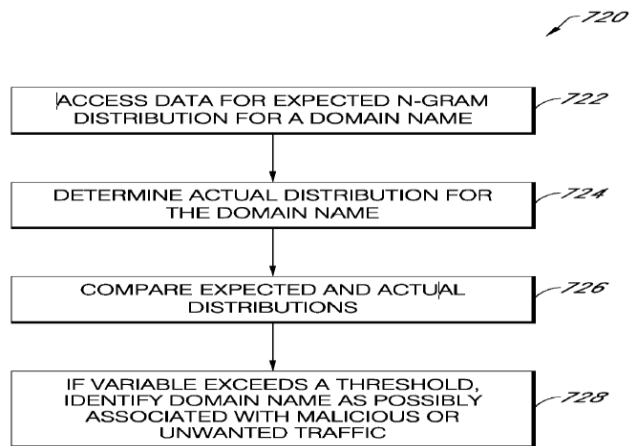 720
ACCESS DATA FOR EXPECTED N-GRAM
DISTRIBUTION FOR A DOMAIN NAME
722
DETERMINE ACTUAL DISTRIBUTION FOR
THE DOMAIN NAME
724
COMPARE EXPECTED AND ACTUAL
DISTRIBUTIONS
726
IF VARIABLE EXCEEDS A THRESHOLD,
IDENTIFY DOMAIN NAME AS POSSIBLY
ASSOCIATED WITH MALICIOUS OR
UNWANTED TRAFFIC
728